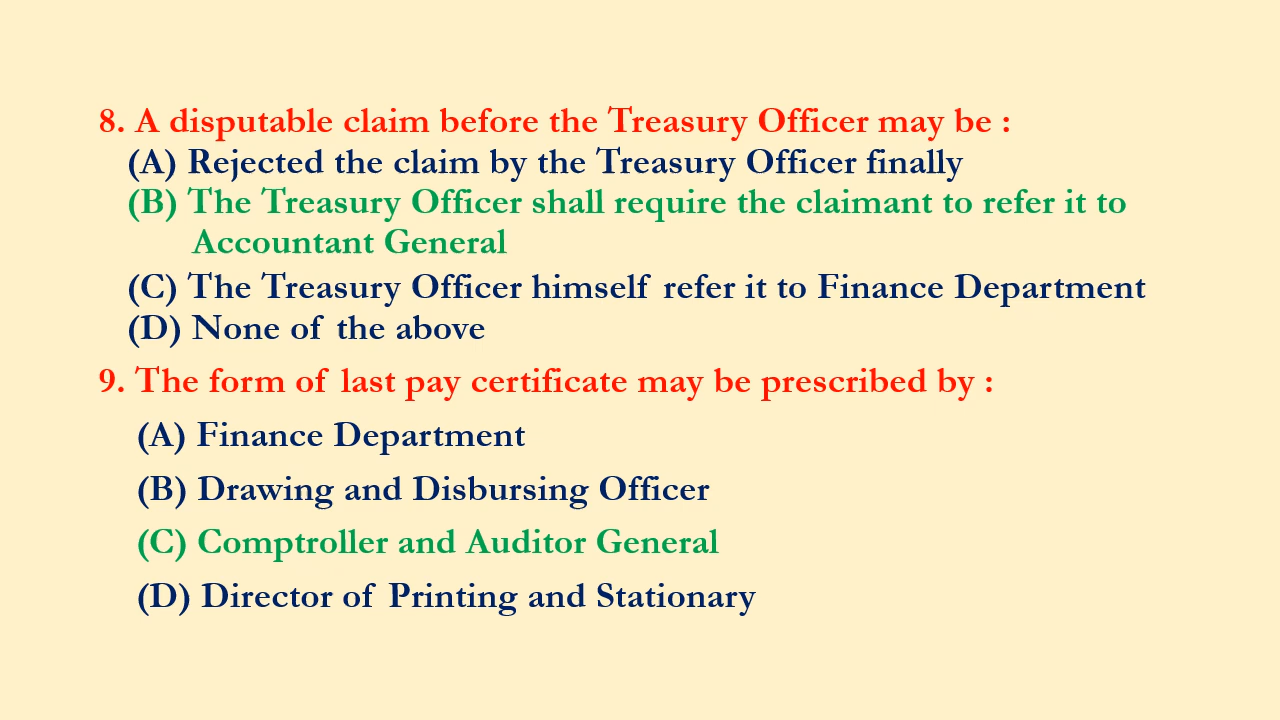 8. A disputable claim before the Treasury Officer may be :
(A) Rejected the claim by the Treasury Officer finally
(B) The Treasury Officer shall require the claimant to refer it to
Accountant General
(C) The Treasury Officer himself refer it to Finance Department
(D) None of the above
9. The form of last pay certificate may be prescribed by :
(A) Finance Department
(B) Drawing and Disbursing Officer
(C) Comptroller and Auditor General
(D) Director of Printing and Stationary